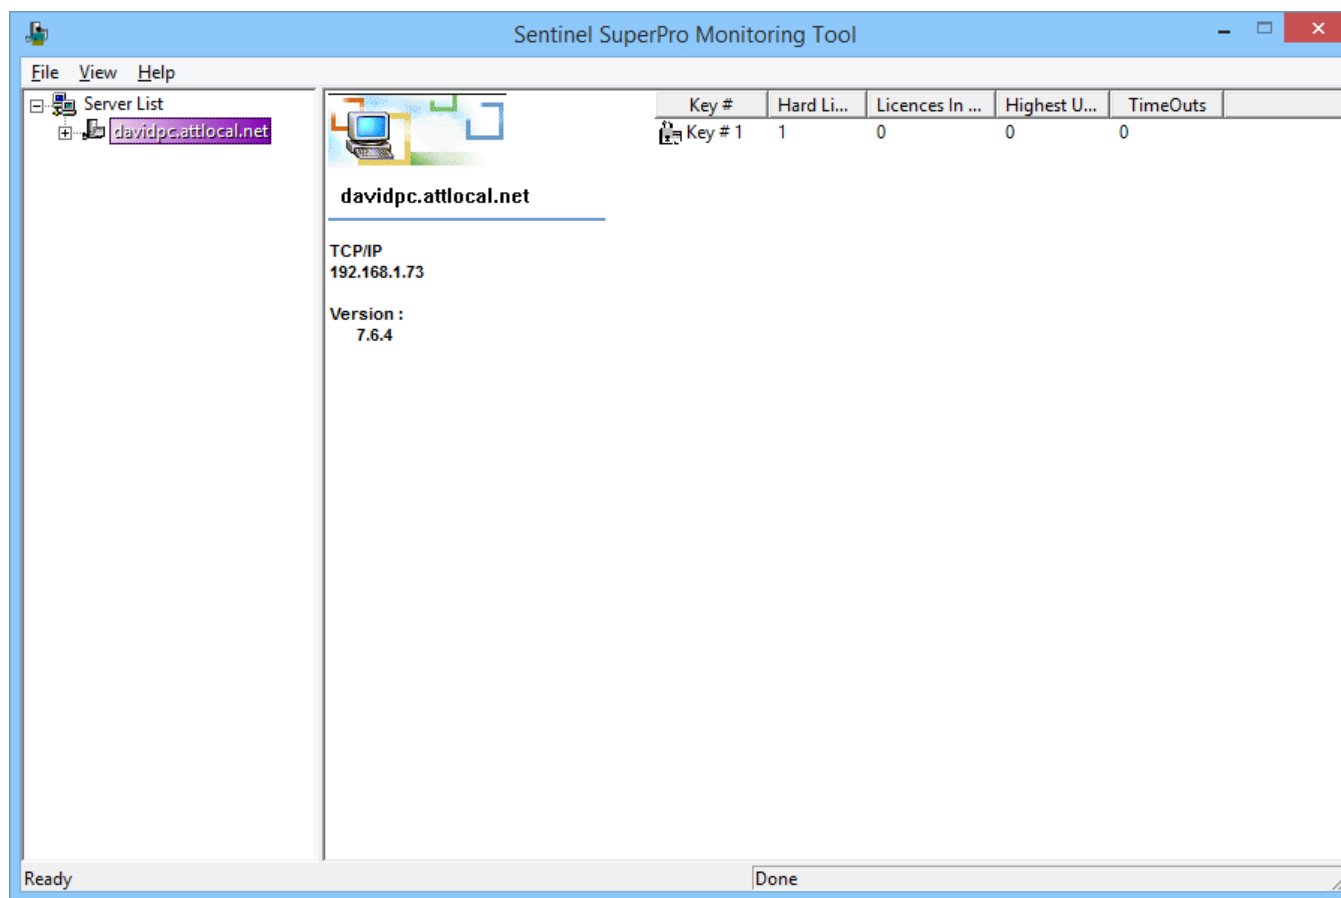 Sentinel SuperPro Monitoring Tool
File View Help
Server List
davidpc.attlocal.net
davidpc.attlocal.net
TCP/IP
192.168.1.73
Version :
7.6.4
Key # Hard Li... Licences In ... Highest U... TimeOuts
Key # 1 1 0 0 0
Ready Done